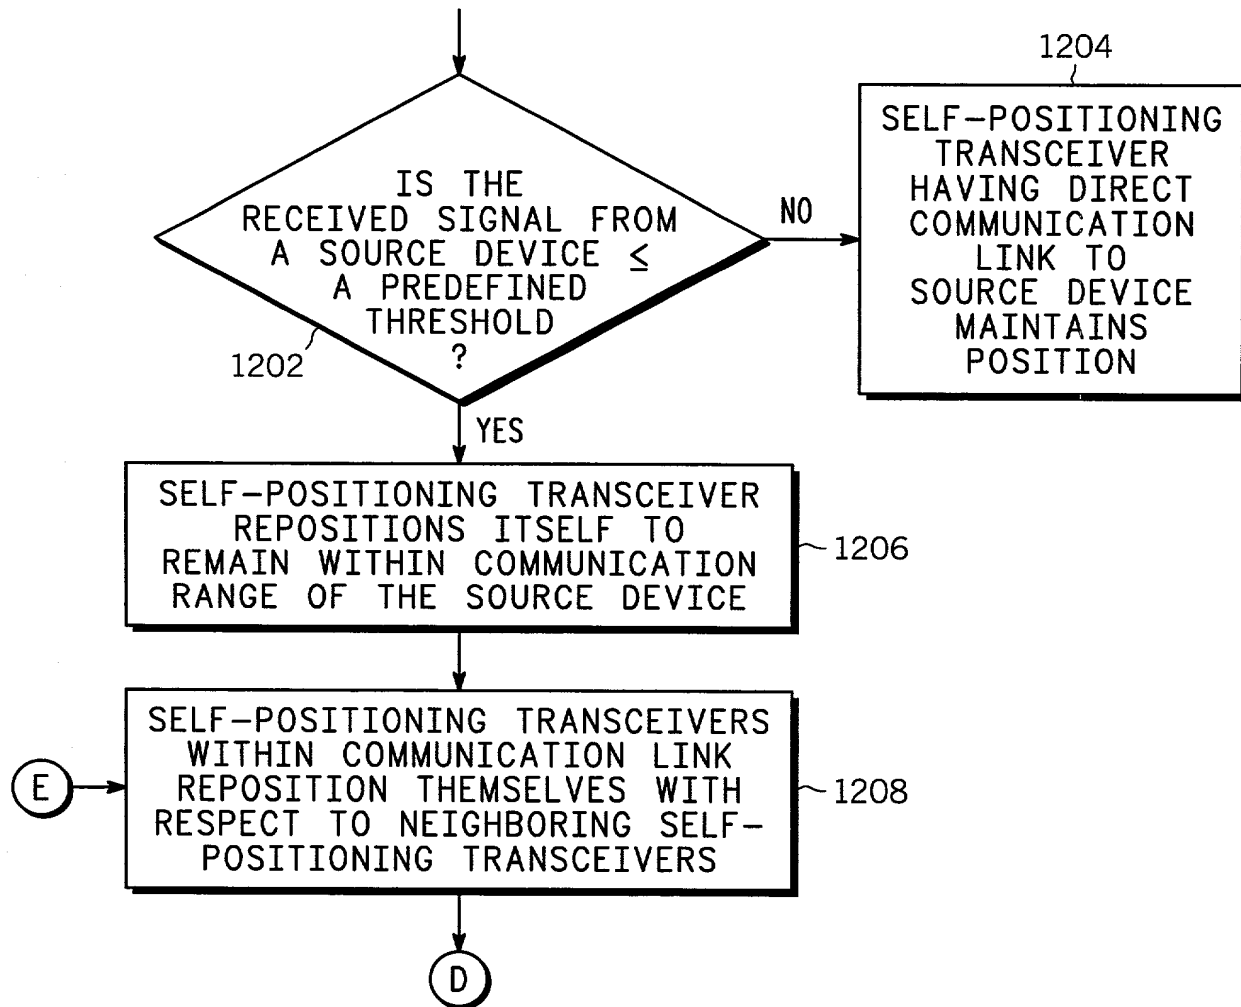 IS THE
RECEIVED SIGNAL FROM
A SOURCE DEVICE ≤
A PREDEFINED
THRESHOLD
?
1202
NO
YES
1204
SELF-POSITIONING
TRANSCEIVER
HAVING DIRECT
COMMUNICATION
LINK TO
SOURCE DEVICE
MAINTAINS
POSITION
SELF-POSITIONING TRANSCEIVER
REPOSITIONS ITSELF TO
REMAIN WITHIN COMMUNICATION
RANGE OF THE SOURCE DEVICE
1206
SELF-POSITIONING TRANSCEIVERS
WITHIN COMMUNICATION LINK
REPOSITION THEMSELVES WITH
RESPECT TO NEIGHBORING SELF-
POSITIONING TRANSCEIVERS
1208
E
D